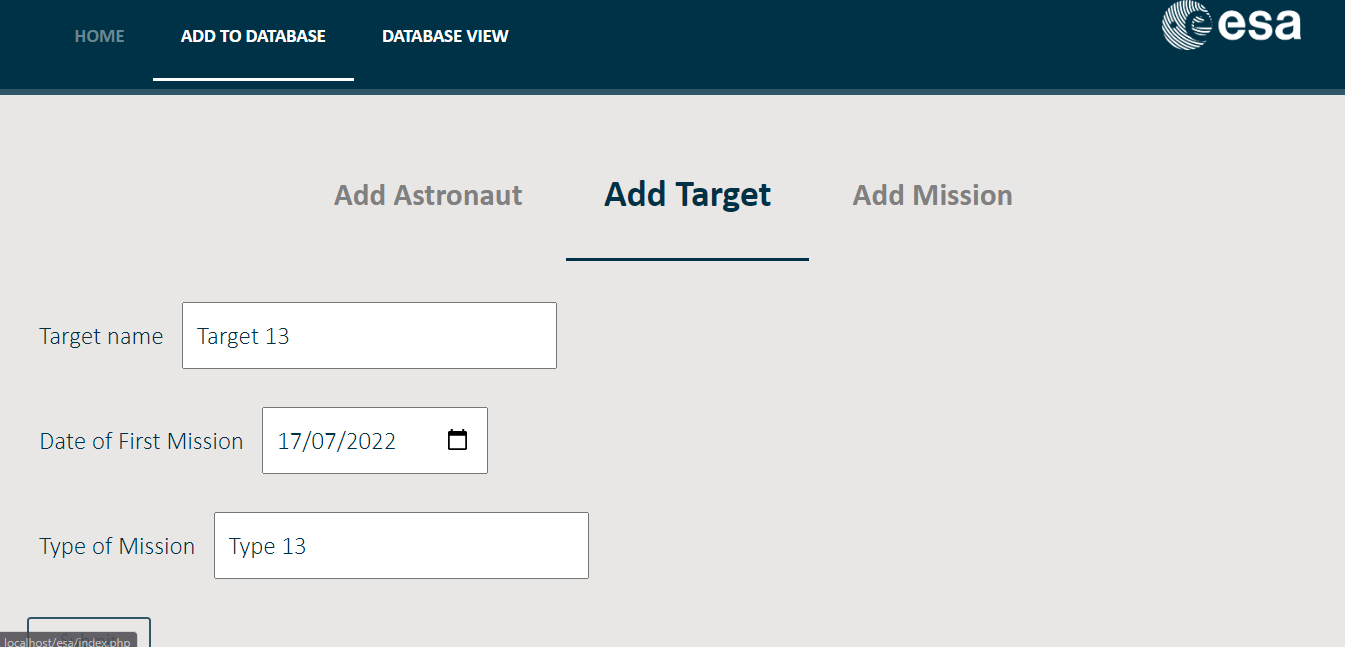 HOME ADD TO DATABASE DATABASE VIEW esa
Add Astronaut Add Target Add Mission
Target name Target 13
Date of First Mission 17/07/2022
Type of Mission Type 13
localhost/esa/index.php